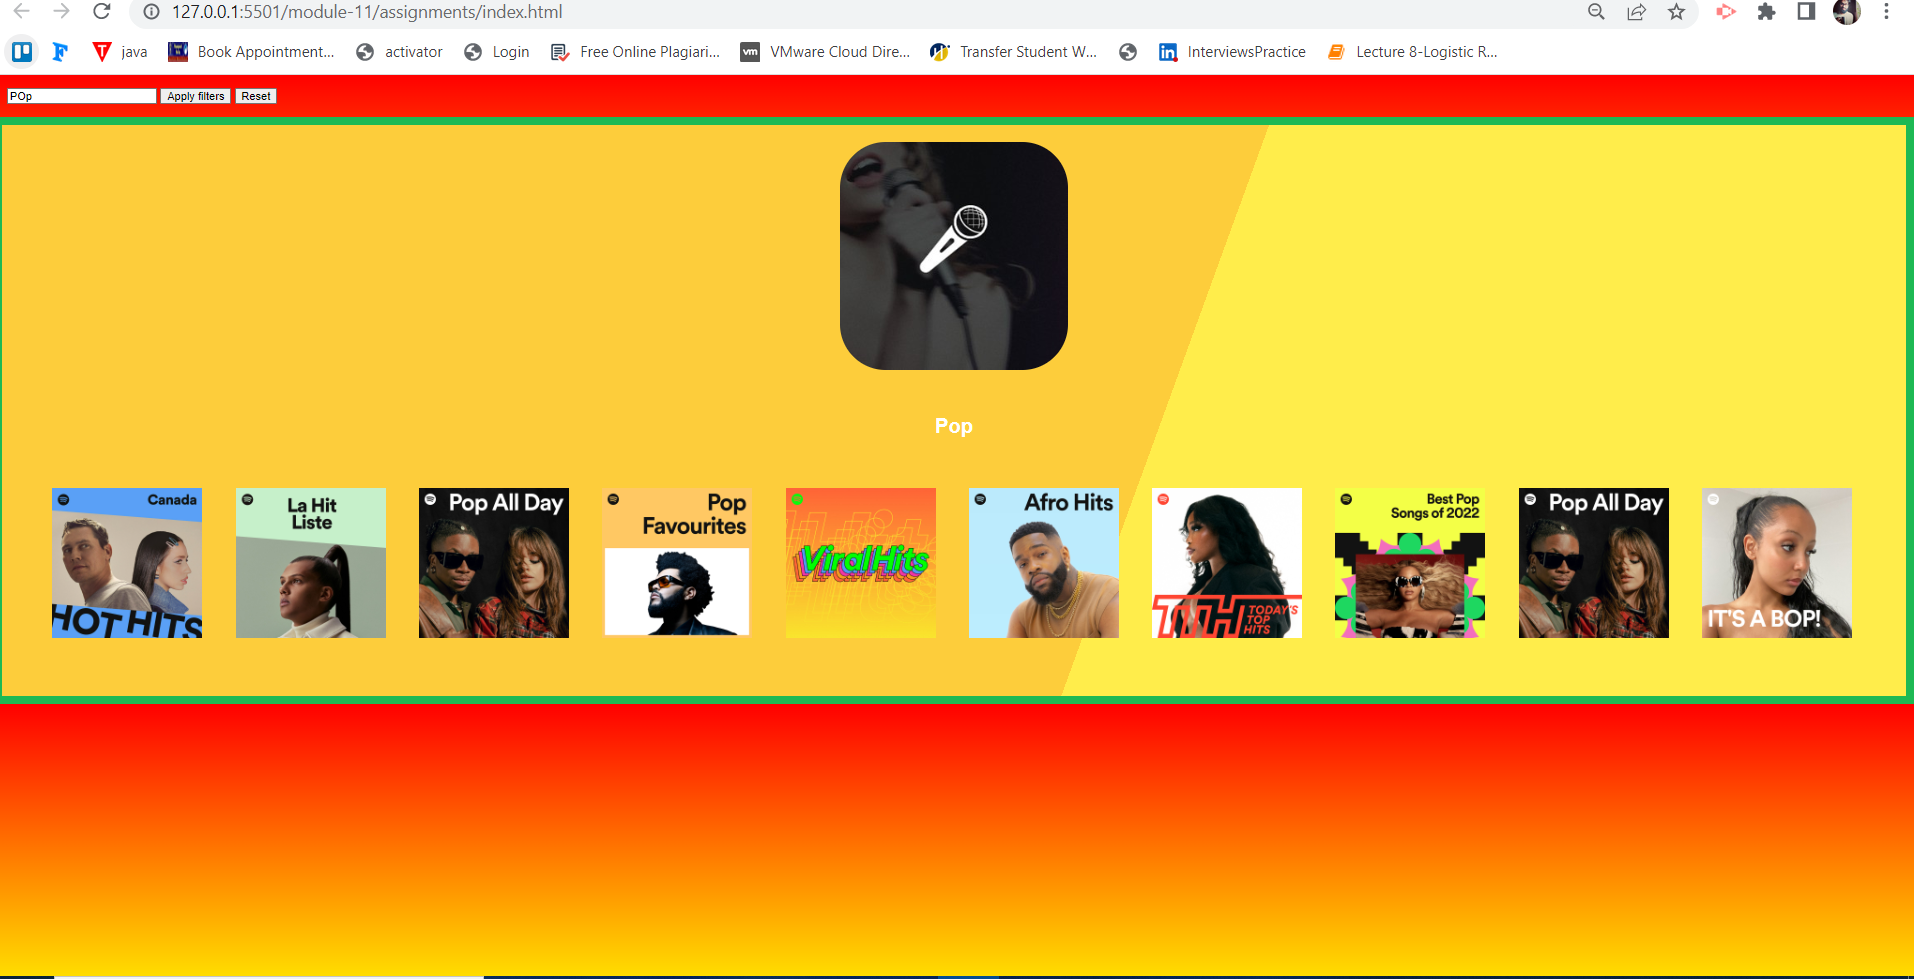 127.0.0.1:5501/module-11/assignments/index.html
java
Book Appointment...
activator
Login
Free Online Plagiari...
vm
VMware Cloud Dire...
Transfer Student W...
in
InterviewsPractice
Lecture 8-Logistic R...
POp
Apply filters
Reset
Pop
Canada
HOT HITS
La Hit
Liste
Pop All Day
Pop
Favourites
Viral Hits
Afro Hits
TTH
TODAY'S
TOP
HITS
Best Pop
Songs of 2022
Pop All Day
IT'S A BOP!